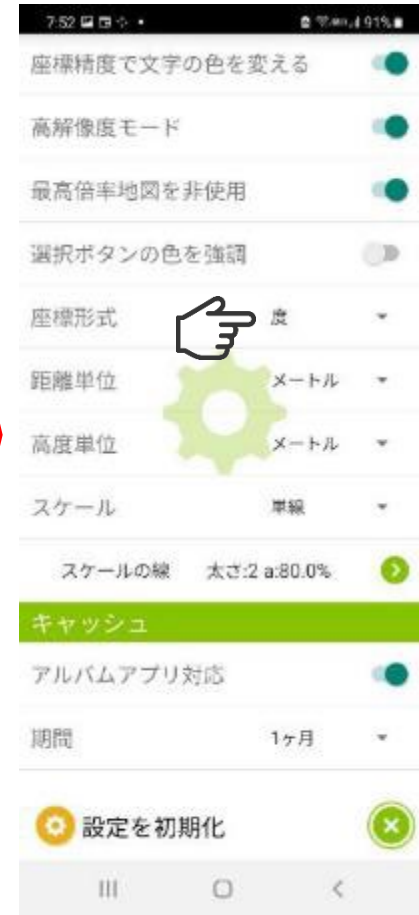 7:52 91%
座標精度で文字の色を変える
高解像度モード
最高倍率地図を非使用
選択ボタンの色を強調
座標形式 度
距離単位 メートル
高度単位 メートル
スケール 単線
スケールの線 太さ:2 a:80.0%
キャッシュ
アルバムアプリ対応
期間 1ヶ月
設定を初期化